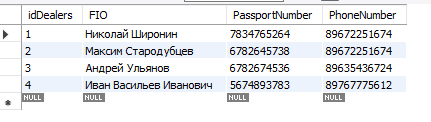 idDealers FIO PassportNumber PhoneNumber
1 Николай Широнин 7834765264 89672251674
2 Максим Стародубцев 6782645738 89672251674
3 Андрей Ульянов 6782674536 89635436724
4 Иван Васильев Иванович 5674893783 89767775612
NULL NULL NULL NULL